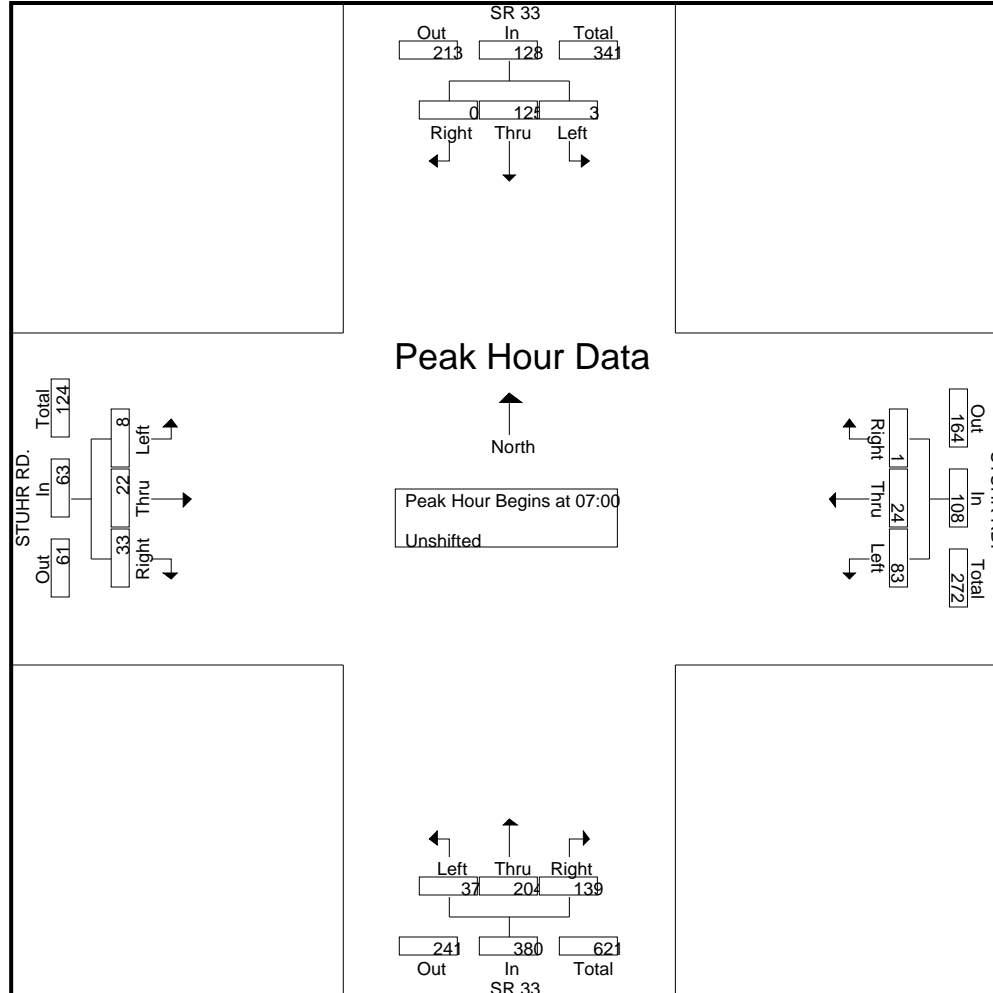 SR 33
Out In Total
213 128 341
0 125 3
Right Thru Left
Peak Hour Data
North
Peak Hour Begins at 07:00
Unshifted
STUHR RD.
Total In Out
124 63 61
8 22 33
Left Thru Right
Out In Total
164 108 272
1 24 83
Right Thru Left
Left Thru Right
37 204 139
241 380 621
Out In Total
SR 33